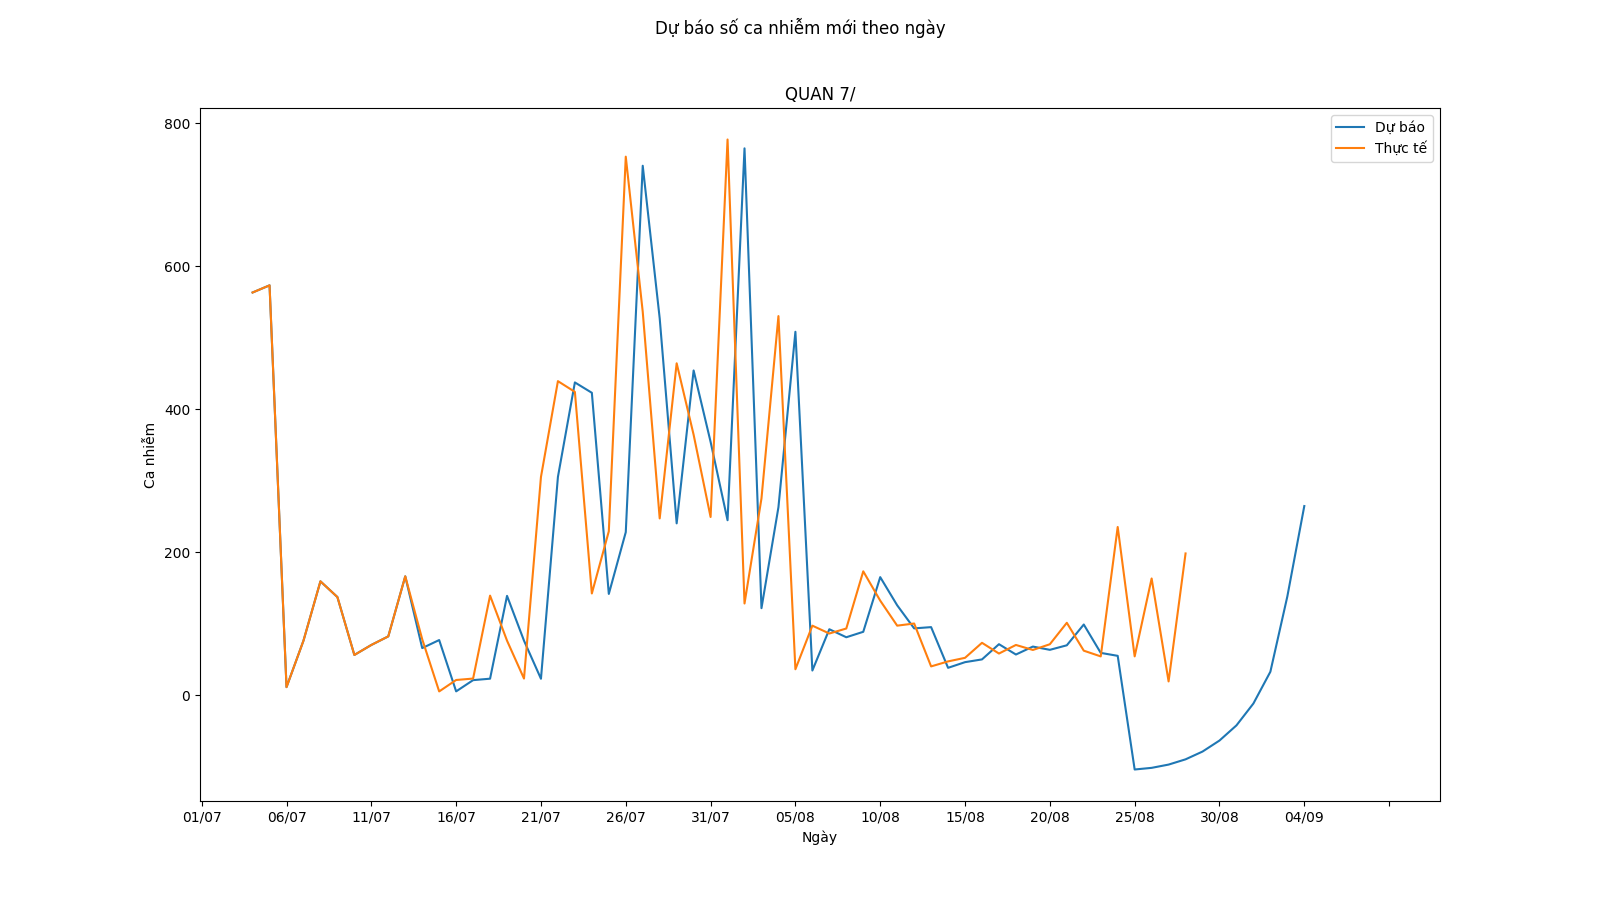 Dự báo số ca nhiễm mới theo ngày
QUAN 7/
Dự báo
Thực tế
800
600
400
200
0
Ca nhiễm
01/07 06/07 11/07 16/07 21/07 26/07 31/07 05/08 10/08 15/08 20/08 25/08 30/08 04/09
Ngày